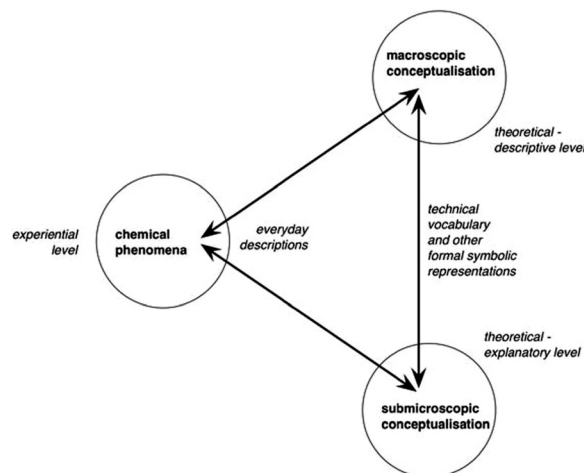 macroscopic
conceptualisation
theoretical -
descriptive level
experiential
level
chemical
phenomena
everyday
descriptions
technical
vocabulary
and other
formal symbolic
representations
theoretical -
explanatory level
submicroscopic
conceptualisation